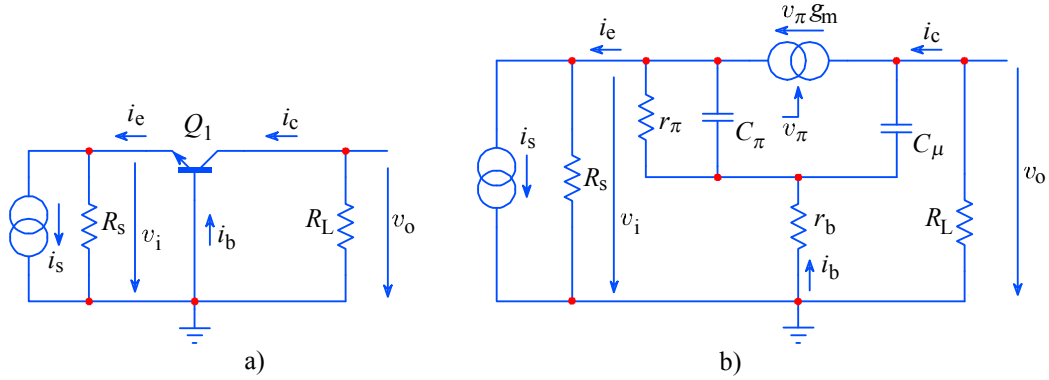 i_e
Q_1
i_c
i_s
R_s
v_i
i_b
R_L
v_o
a)
v_π g_m
i_e
i_c
i_s
R_s
v_i
r_π
C_π
v_π
C_μ
r_b
i_b
R_L
v_o
b)